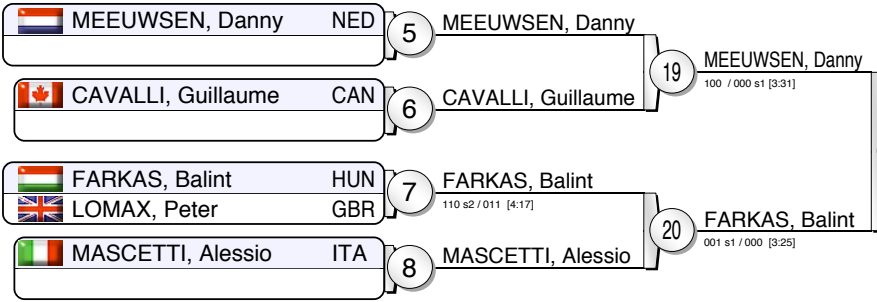 MEEUWSEN, Danny NED
5
MEEUWSEN, Danny
19
MEEUWSEN, Danny
100 / 000 s1 [3:31]
CAVALLI, Guillaume CAN
6
CAVALLI, Guillaume
FARKAS, Balint HUN
LOMAX, Peter GBR
7
FARKAS, Balint
110 s2 / 011 [4:17]
20
FARKAS, Balint
001 s1 / 000 [3:25]
MASCETTI, Alessio ITA
8
MASCETTI, Alessio